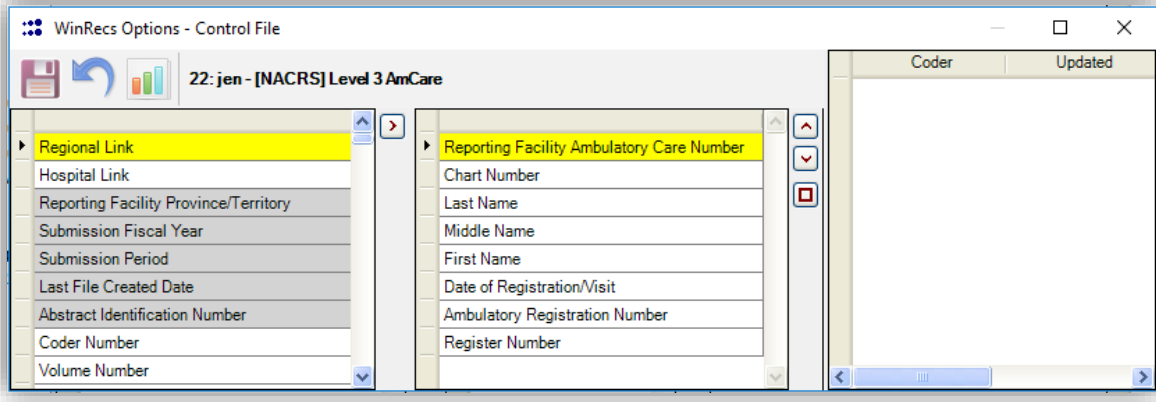 WinRecs Options - Control File
22: jen - [NACRS] Level 3 AmCare
Coder Updated
Regional Link
Hospital Link
Reporting Facility Province/Territory
Submission Fiscal Year
Submission Period
Last File Created Date
Abstract Identification Number
Coder Number
Volume Number
Reporting Facility Ambulatory Care Number
Chart Number
Last Name
Middle Name
First Name
Date of Registration/Visit
Ambulatory Registration Number
Register Number